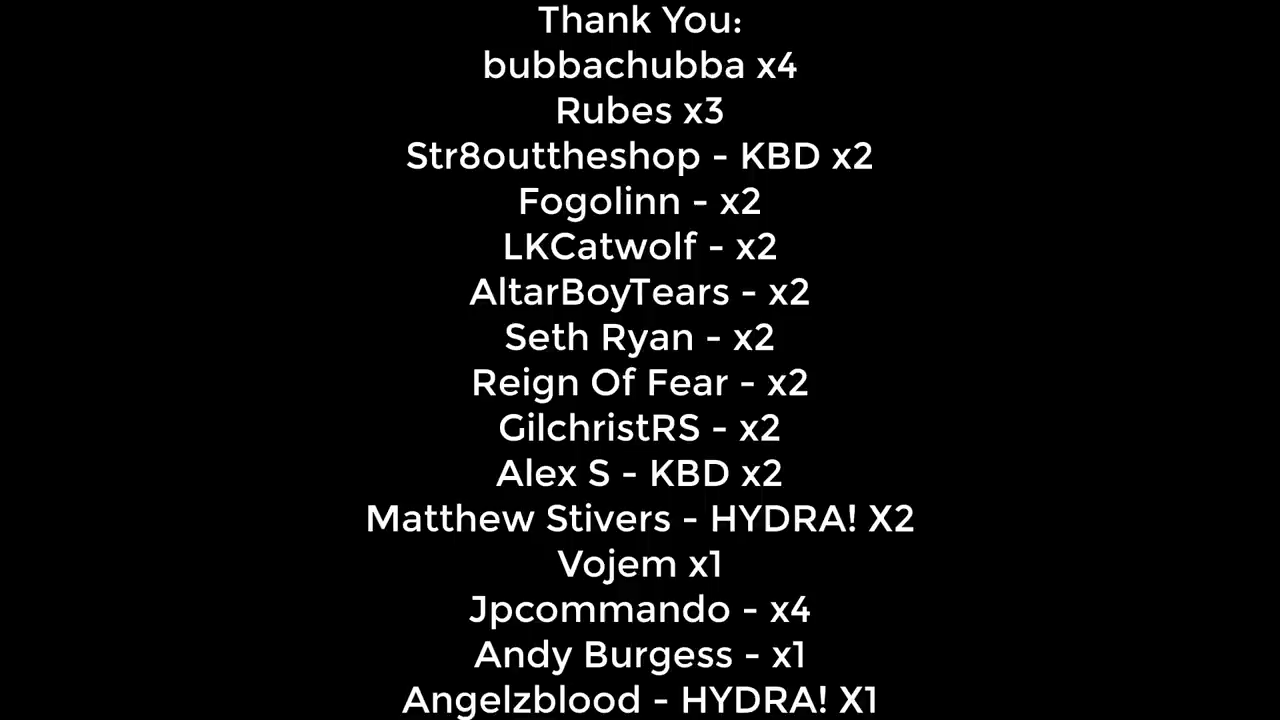 Thank You:
bubbachubba x4
Rubes x3
Str8outtheshop - KBD x2
Fogolinn - x2
LKCatwolf - x2
AltarBoyTears - x2
Seth Ryan - x2
Reign Of Fear - x2
GilchristRS - x2
Alex S - KBD x2
Matthew Stivers - HYDRA! X2
Vojem x1
Jpcommando - x4
Andy Burgess - x1
Angelzblood - HYDRA! X1